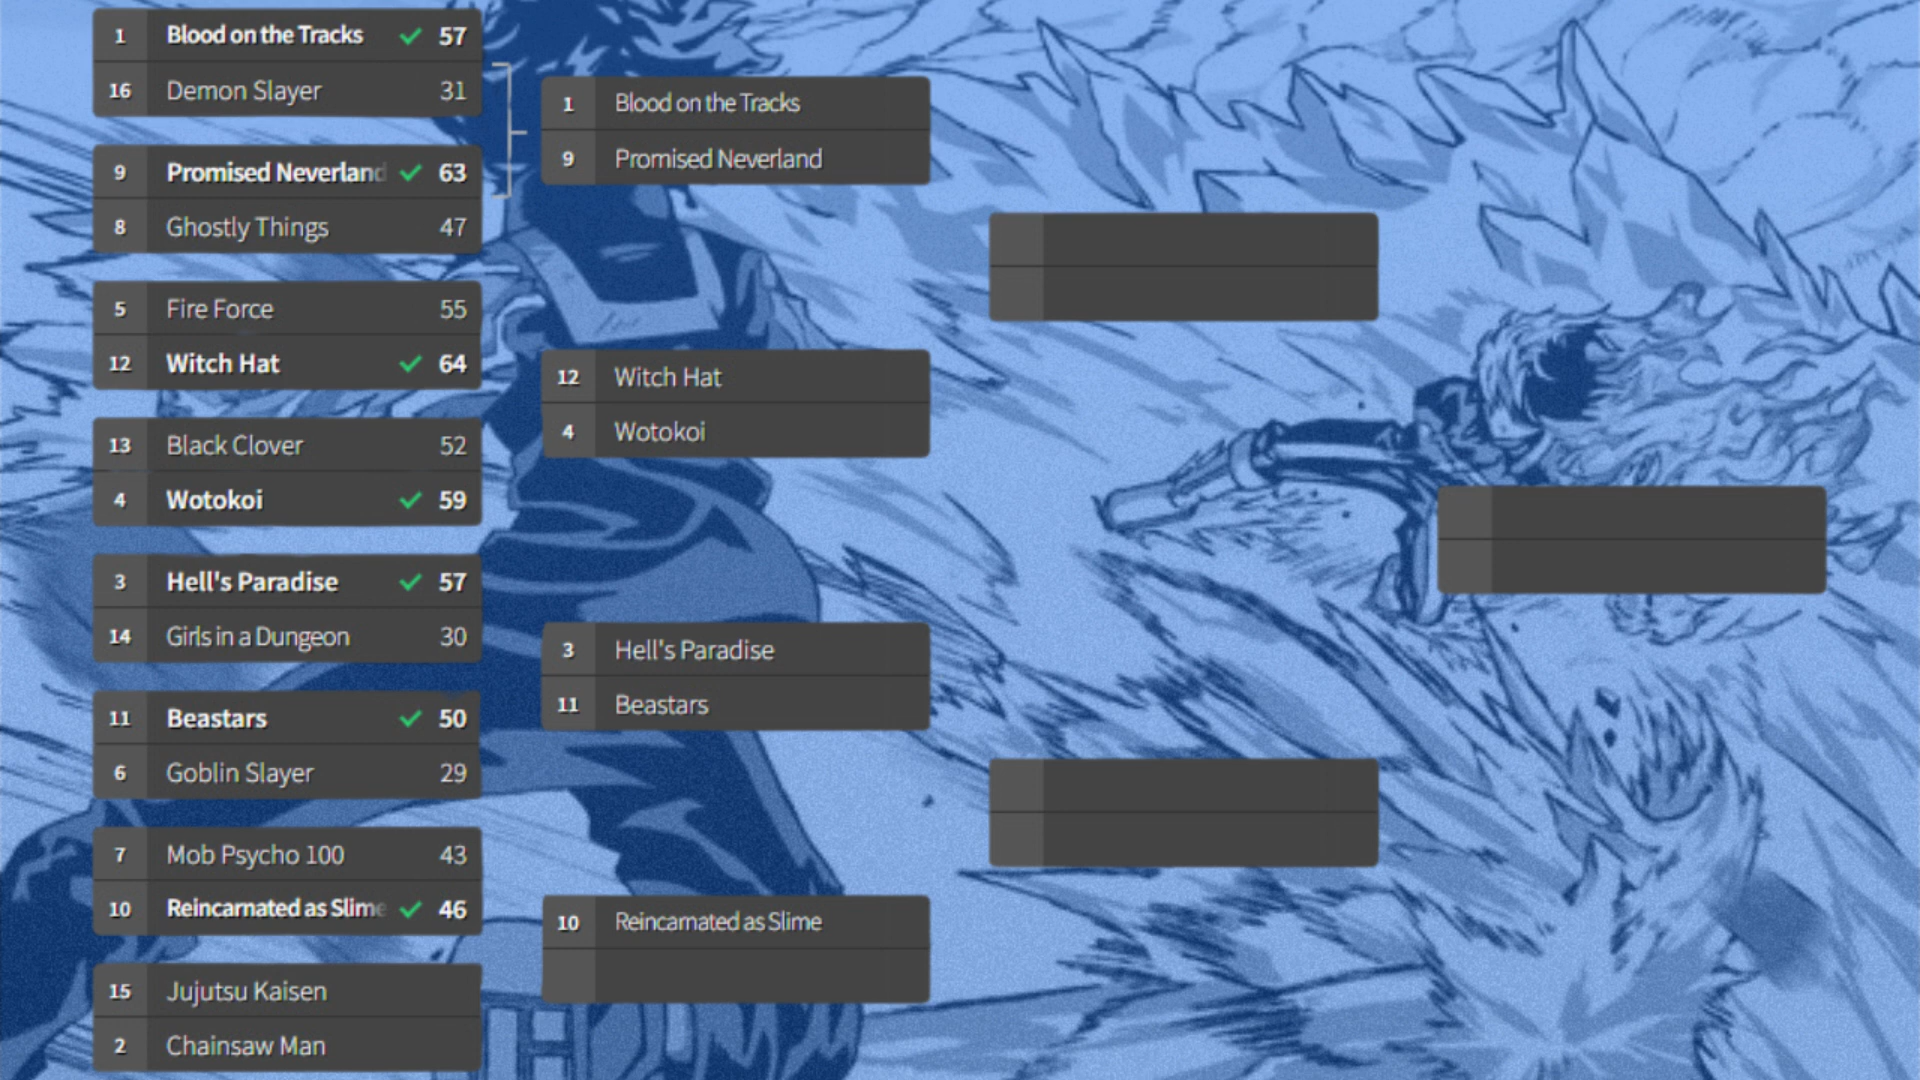 1 Blood on the Tracks 57
16 Demon Slayer 31
9 Promised Neverland 63
8 Ghostly Things 47
5 Fire Force 55
12 Witch Hat 64
13 Black Clover 52
4 Wotokoi 59
3 Hell's Paradise 57
14 Girls in a Dungeon 30
11 Beastars 50
6 Goblin Slayer 29
7 Mob Psycho 100 43
10 Reincarnated as Slime 46
15 Jujutsu Kaisen
2 Chainsaw Man
1 Blood on the Tracks
9 Promised Neverland
12 Witch Hat
4 Wotokoi
3 Hell's Paradise
11 Beastars
10 Reincarnated as Slime